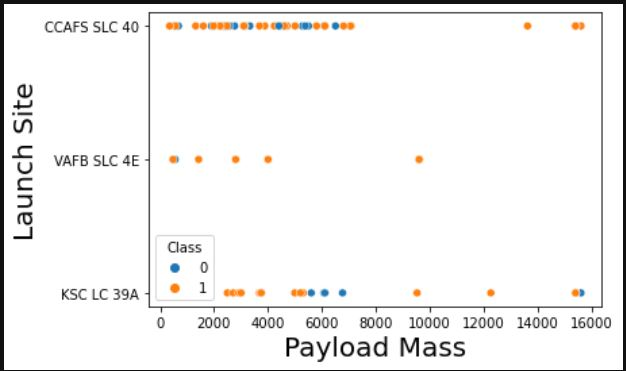 CCAFS SLC 40
VAFB SLC 4E
KSC LC 39A
Launch Site
Class
0
1
0 2000 4000 6000 8000 10000 12000 14000 16000
Payload Mass